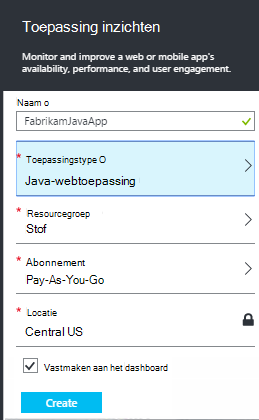 Toepassing inzichten
Monitor and improve a web or mobile app's
availability, performance, and user engagement.
Naam o
FabrikamJavaApp
* Toepassingstype O
Java-webtoepassing
* Resourcegroep
Stof
* Abonnement
Pay-As-You-Go
* Locatie
Central US
Vastmaken aan het dashboard
Create